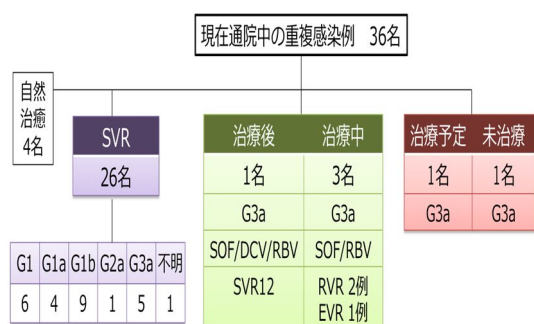 現在通院中の重複感染例 36名
自然
治癒
4名
SVR
26名
G1 G1a G1b G2a G3a 不明
6 4 9 1 5 1
治療後 治療中
1名 3名
G3a G3a
SOF/DCV/RBV SOF/RBV
SVR12 RVR 2例
EVR 1例
治療予定 未治療
1名 1名
G3a G3a